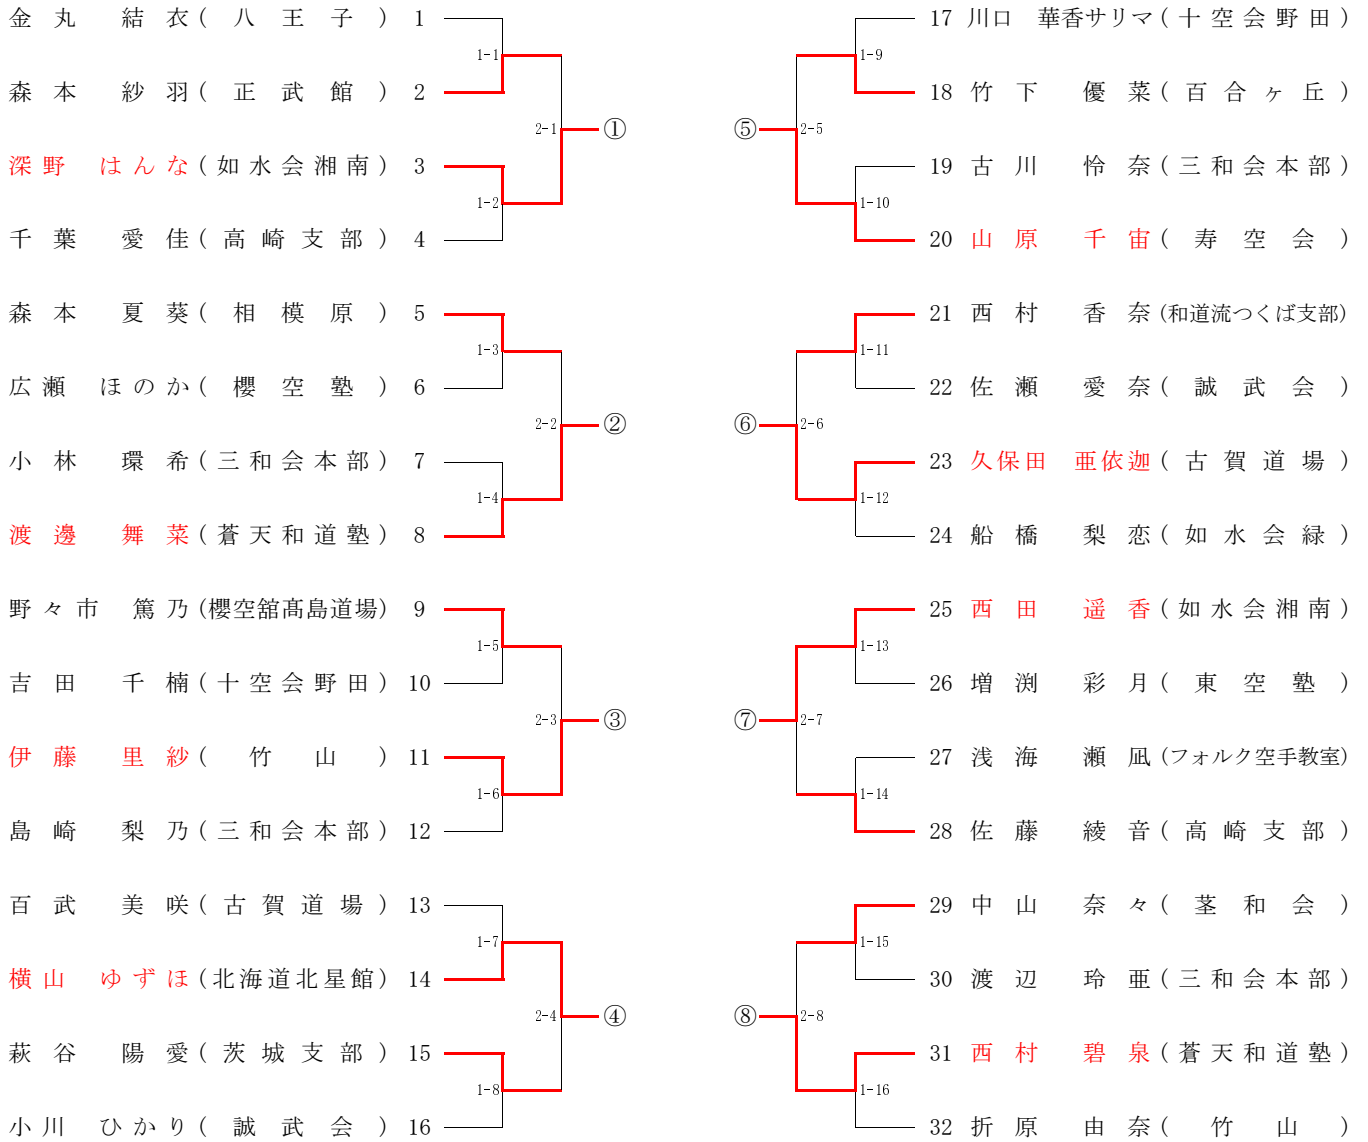 金丸 結衣 (八王子) 1
1-1
森本 紗羽 (正武館) 2
2-1 ①
深野 はんな (如水会湘南) 3
1-2
千葉 愛佳 (高崎支部) 4
森本 夏葵 (相模原) 5
1-3
広瀬 ほのか (櫻空塾) 6
2-2 ②
小林 環希 (三和会本部) 7
1-4
渡邊 舞菜 (蒼天和道塾) 8
野々市 篤乃 (櫻空舘髙島道場) 9
1-5
吉田 千楠 (十空会野田) 10
2-3 ③
伊藤 里紗 (竹山) 11
1-6
島崎 梨乃 (三和会本部) 12
百武 美咲 (古賀道場) 13
1-7
横山 ゆずほ (北海道北星館) 14
2-4 ④
萩谷 陽愛 (茨城支部) 15
1-8
小川 ひかり (誠武会) 16
17 川口 華香サリマ (十空会野田)
1-9
18 竹下 優菜 (百合ヶ丘)
⑤ 2-5
19 古川 怜奈 (三和会本部)
1-10
20 山原 千宙 (寿空会)
21 西村 香奈 (和道流つくば支部)
1-11
22 佐瀬 愛奈 (誠武会)
⑥ 2-6
23 久保田 亜依迦 (古賀道場)
1-12
24 船橋 梨恋 (如水会緑)
25 西田 遥香 (如水会湘南)
1-13
26 増渕 彩月 (東空塾)
⑦ 2-7
27 浅海 瀬凪 (フォルク空手教室)
1-14
28 佐藤 綾音 (高崎支部)
29 中山 奈々 (茎和会)
1-15
30 渡辺 玲亜 (三和会本部)
⑧ 2-8
31 西村 碧泉 (蒼天和道塾)
1-16
32 折原 由奈 (竹山)